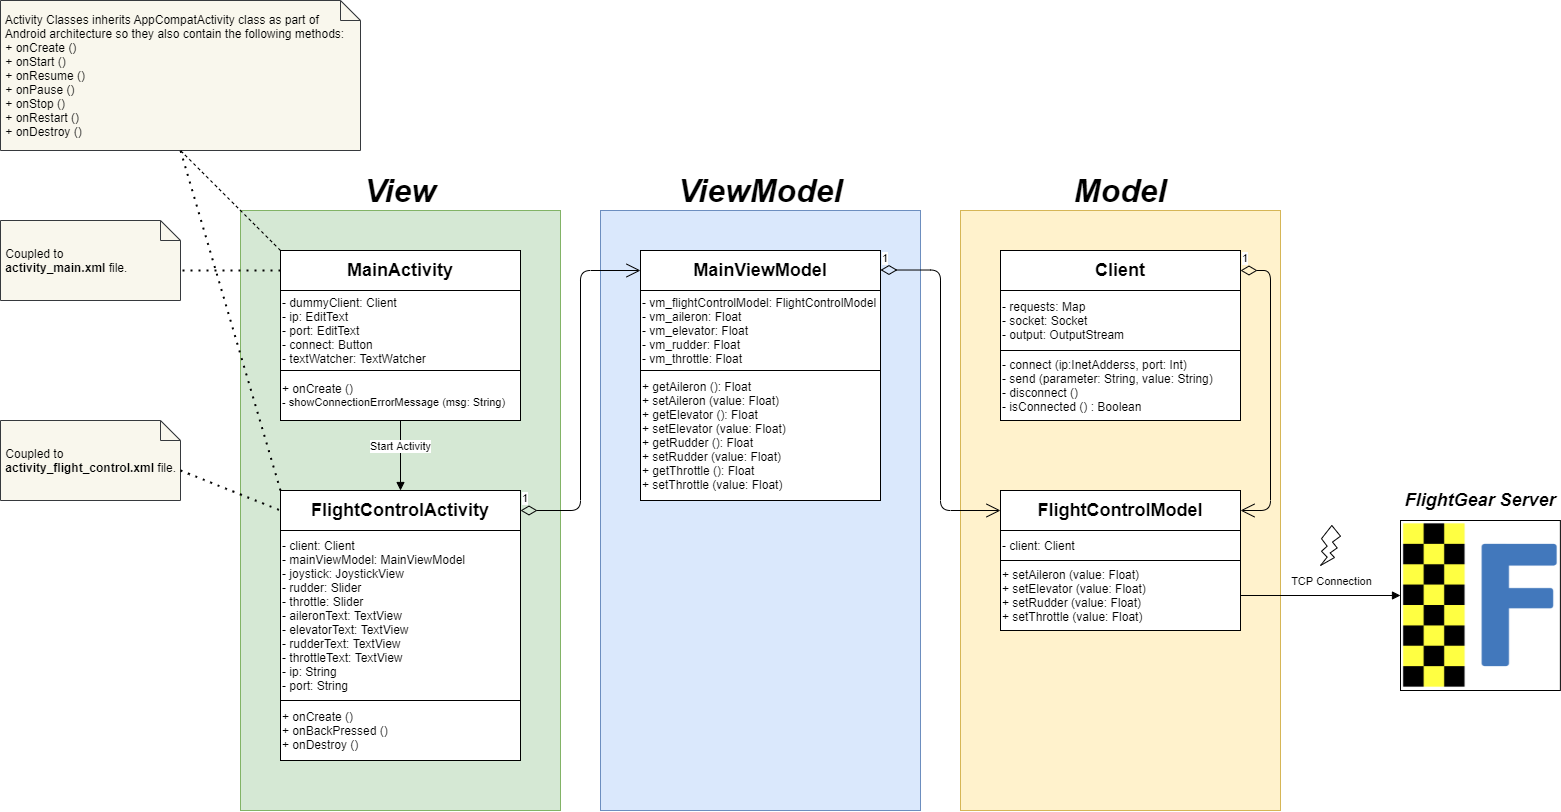 Activity Classes inherits AppCompatActivity class as part of
Android architecture so they also contain the following methods:
+ onCreate ()
+ onStart ()
+ onResume ()
+ onPause ()
+ onStop ()
+ onRestart ()
+ onDestroy ()
Coupled to
activity_main.xml file.
Coupled to
activity_flight_control.xml file.
View
MainActivity
- dummyClient: Client
- ip: EditText
- port: EditText
- connect: Button
- textWatcher: TextWatcher
+ onCreate ()
- showConnectionErrorMessage (msg: String)
Start Activity
FlightControlActivity
1
- client: Client
- mainViewModel: MainViewModel
- joystick: JoystickView
- rudder: Slider
- throttle: Slider
- aileronText: TextView
- elevatorText: TextView
- rudderText: TextView
- throttleText: TextView
- ip: String
- port: String
+ onCreate ()
+ onBackPressed ()
+ onDestroy ()
ViewModel
MainViewModel
1
- vm_flightControlModel: FlightControlModel
- vm_aileron: Float
- vm_elevator: Float
- vm_rudder: Float
- vm_throttle: Float
+ getAileron (): Float
+ setAileron (value: Float)
+ getElevator (): Float
+ setElevator (value: Float)
+ getRudder (): Float
+ setRudder (value: Float)
+ getThrottle (): Float
+ setThrottle (value: Float)
Model
Client
1
- requests: Map
- socket: Socket
- output: OutputStream
- connect (ip:InetAdderss, port: Int)
- send (parameter: String, value: String)
- disconnect ()
- isConnected () : Boolean
FlightControlModel
- client: Client
+ setAileron (value: Float)
+ setElevator (value: Float)
+ setRudder (value: Float)
+ setThrottle (value: Float)
TCP Connection
FlightGear Server
F